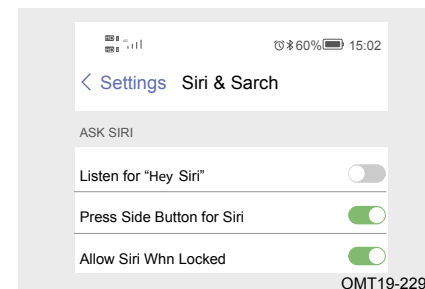 60% 15:02
< Settings Siri & Sarch
ASK SIRI
Listen for “Hey Siri”
Press Side Button for Siri
Allow Siri Whn Locked
OMT19-229